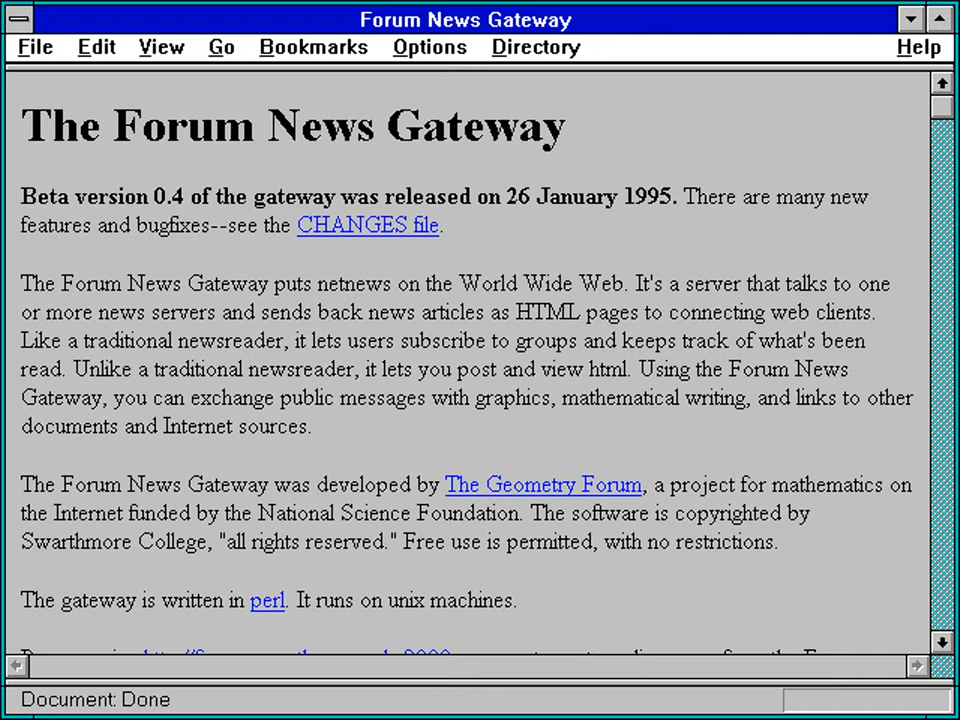 Forum News Gateway
File Edit View Go Bookmarks Options Directory Help
The Forum News Gateway
Beta version 0.4 of the gateway was released on 26 January 1995. There are many new
features and bugfixes--see the CHANGES file.
The Forum News Gateway puts netnews on the World Wide Web. It's a server that talks to one
or more news servers and sends back news articles as HTML pages to connecting web clients.
Like a traditional newsreader, it lets users subscribe to groups and keeps track of what's been
read. Unlike a traditional newsreader, it lets you post and view html. Using the Forum News
Gateway, you can exchange public messages with graphics, mathematical writing, and links to other
documents and Internet sources.
The Forum News Gateway was developed by The Geometry Forum, a project for mathematics on
the Internet funded by the National Science Foundation. The software is copyrighted by
Swarthmore College, "all rights reserved." Free use is permitted, with no restrictions.
The gateway is written in perl. It runs on unix machines.
Document: Done